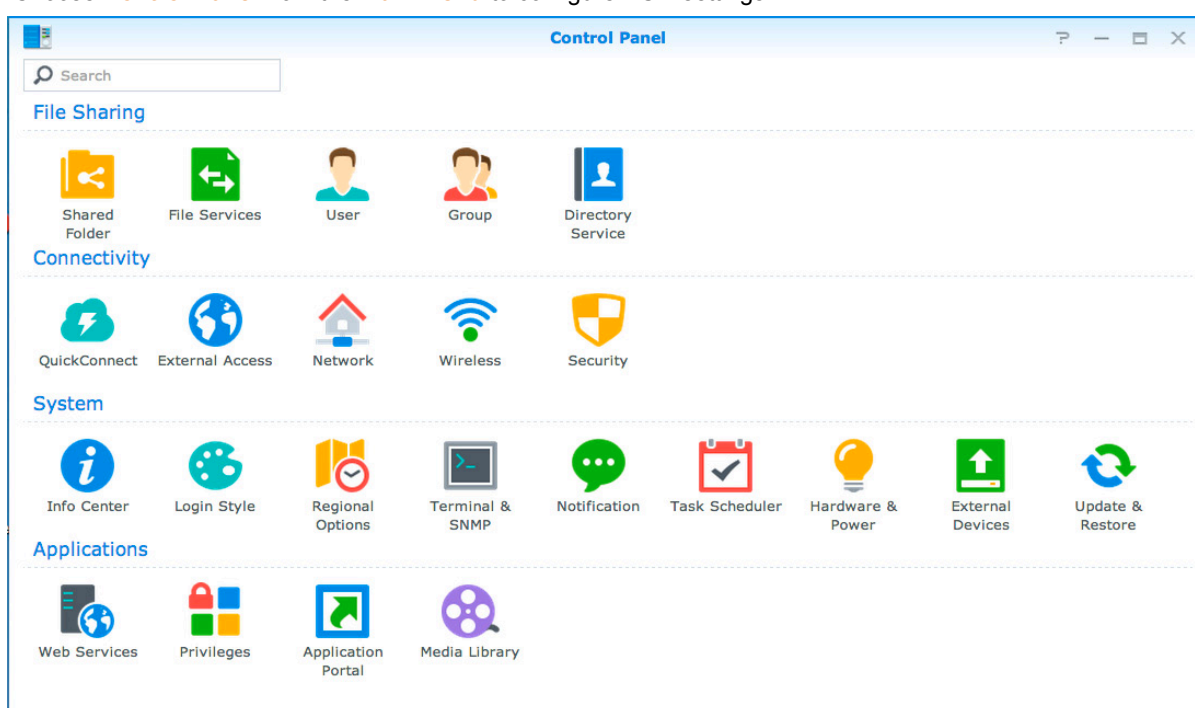 Control Panel
Search
File Sharing
Shared Folder
File Services
User
Group
Directory Service
Connectivity
QuickConnect
External Access
Network
Wireless
Security
System
Info Center
Login Style
Regional Options
Terminal & SNMP
Notification
Task Scheduler
Hardware & Power
External Devices
Update & Restore
Applications
Web Services
Privileges
Application Portal
Media Library